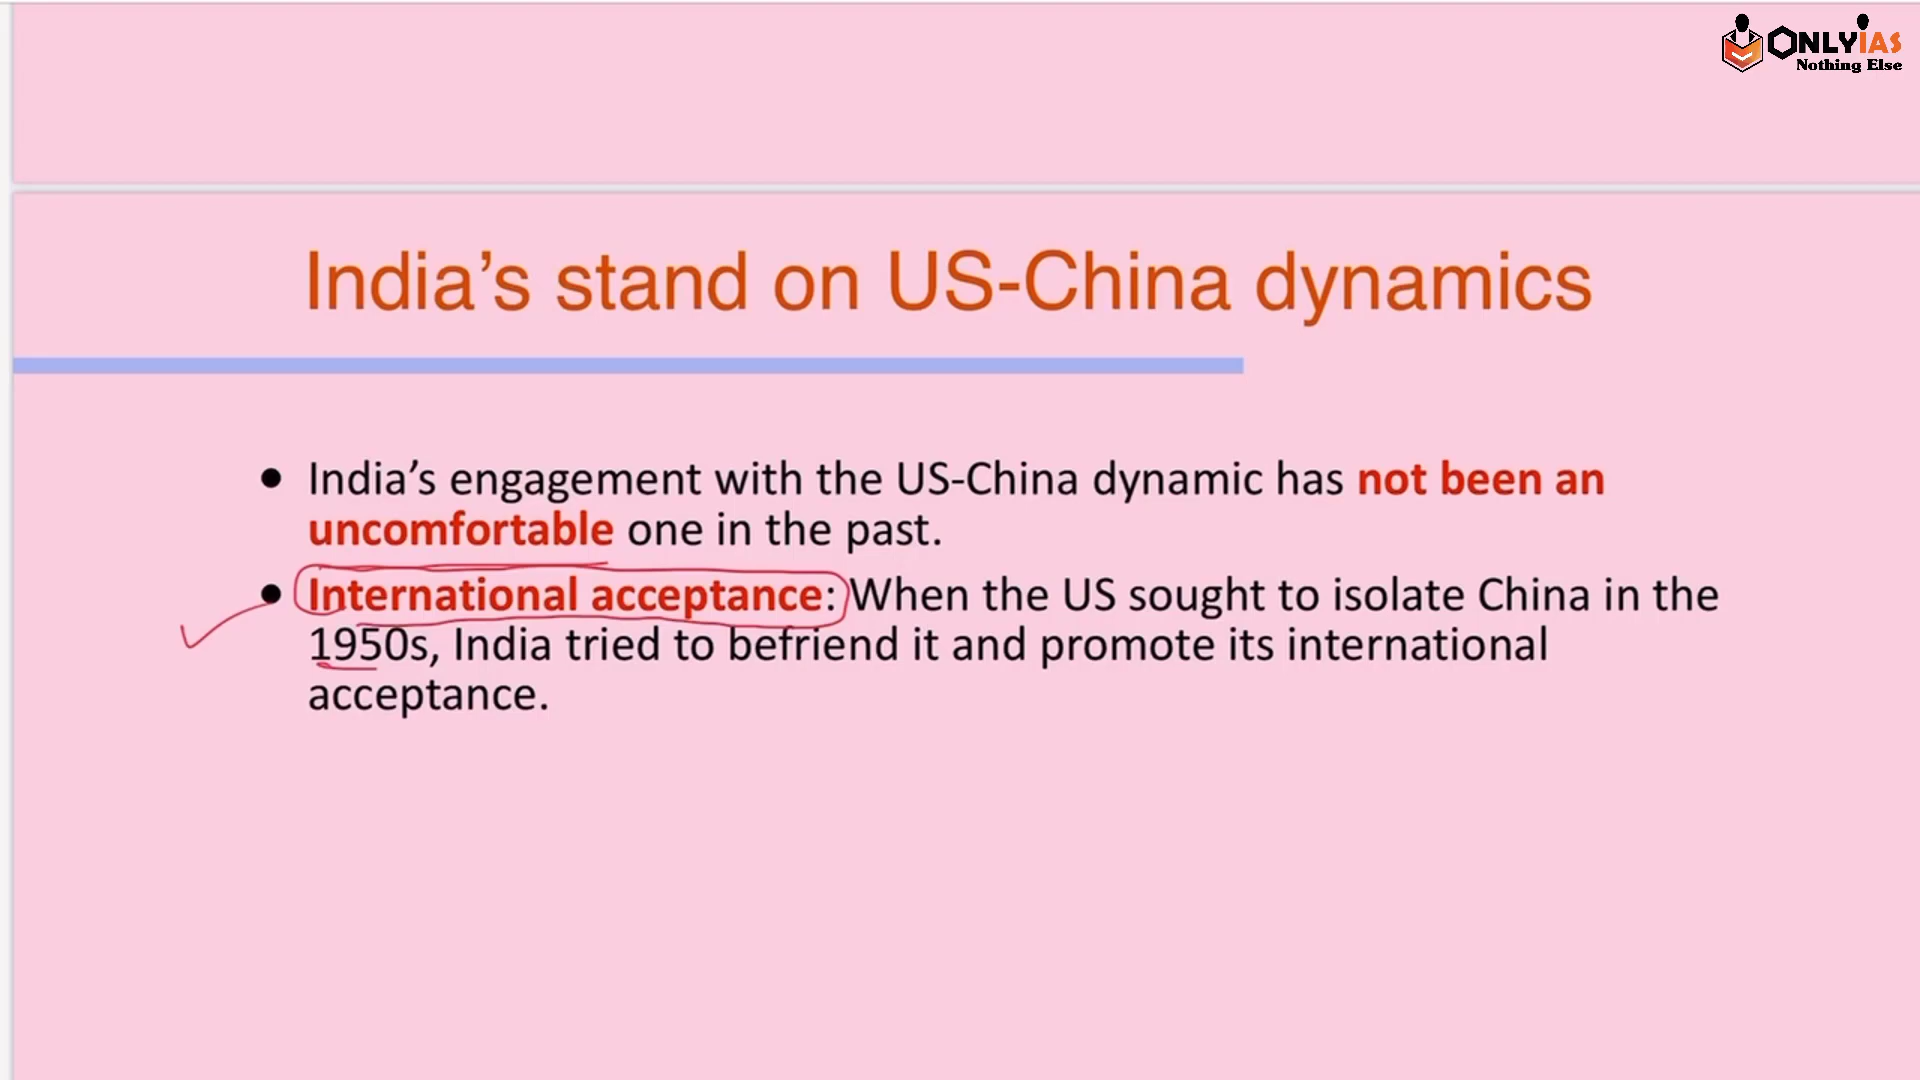 ONLYIAS
Nothing Else
India’s stand on US-China dynamics
● India’s engagement with the US-China dynamic has not been an
uncomfortable one in the past.
● International acceptance: When the US sought to isolate China in the
1950s, India tried to befriend it and promote its international
acceptance.